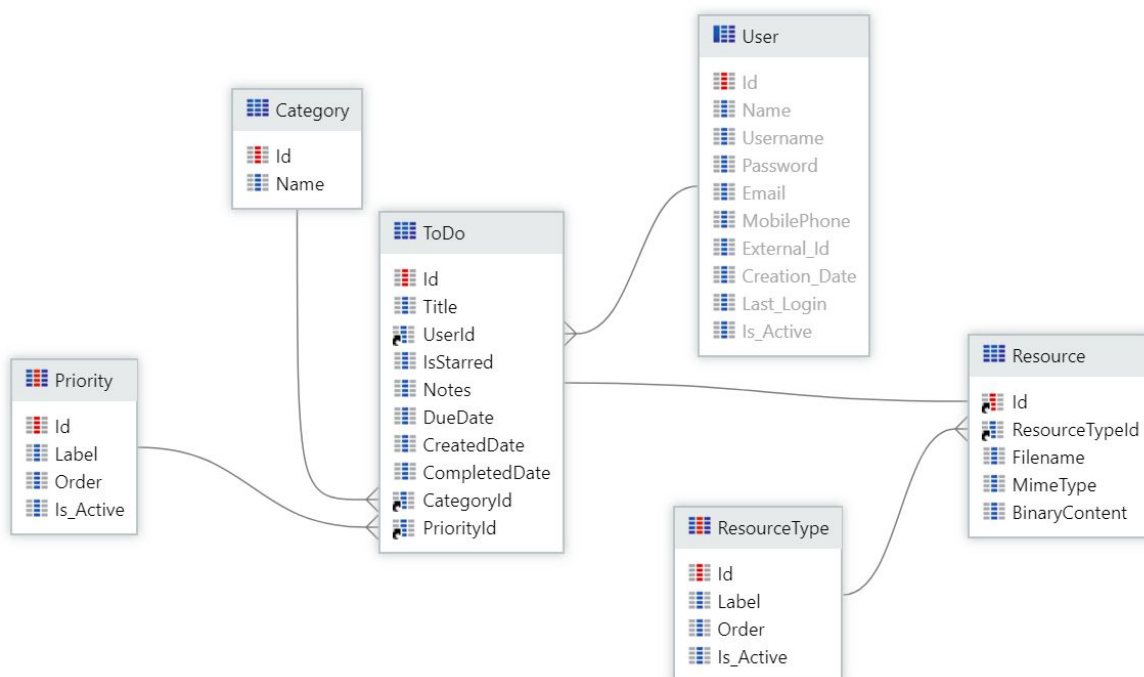 User
Id
Name
Username
Password
Email
MobilePhone
External_Id
Creation_Date
Last_Login
Is_Active
Category
Id
Name
ToDo
Id
Title
UserId
IsStarred
Notes
DueDate
CreatedDate
CompletedDate
CategoryId
PriorityId
Resource
Id
ResourceTypeId
Filename
MimeType
BinaryContent
Priority
Id
Label
Order
Is_Active
ResourceType
Id
Label
Order
Is_Active